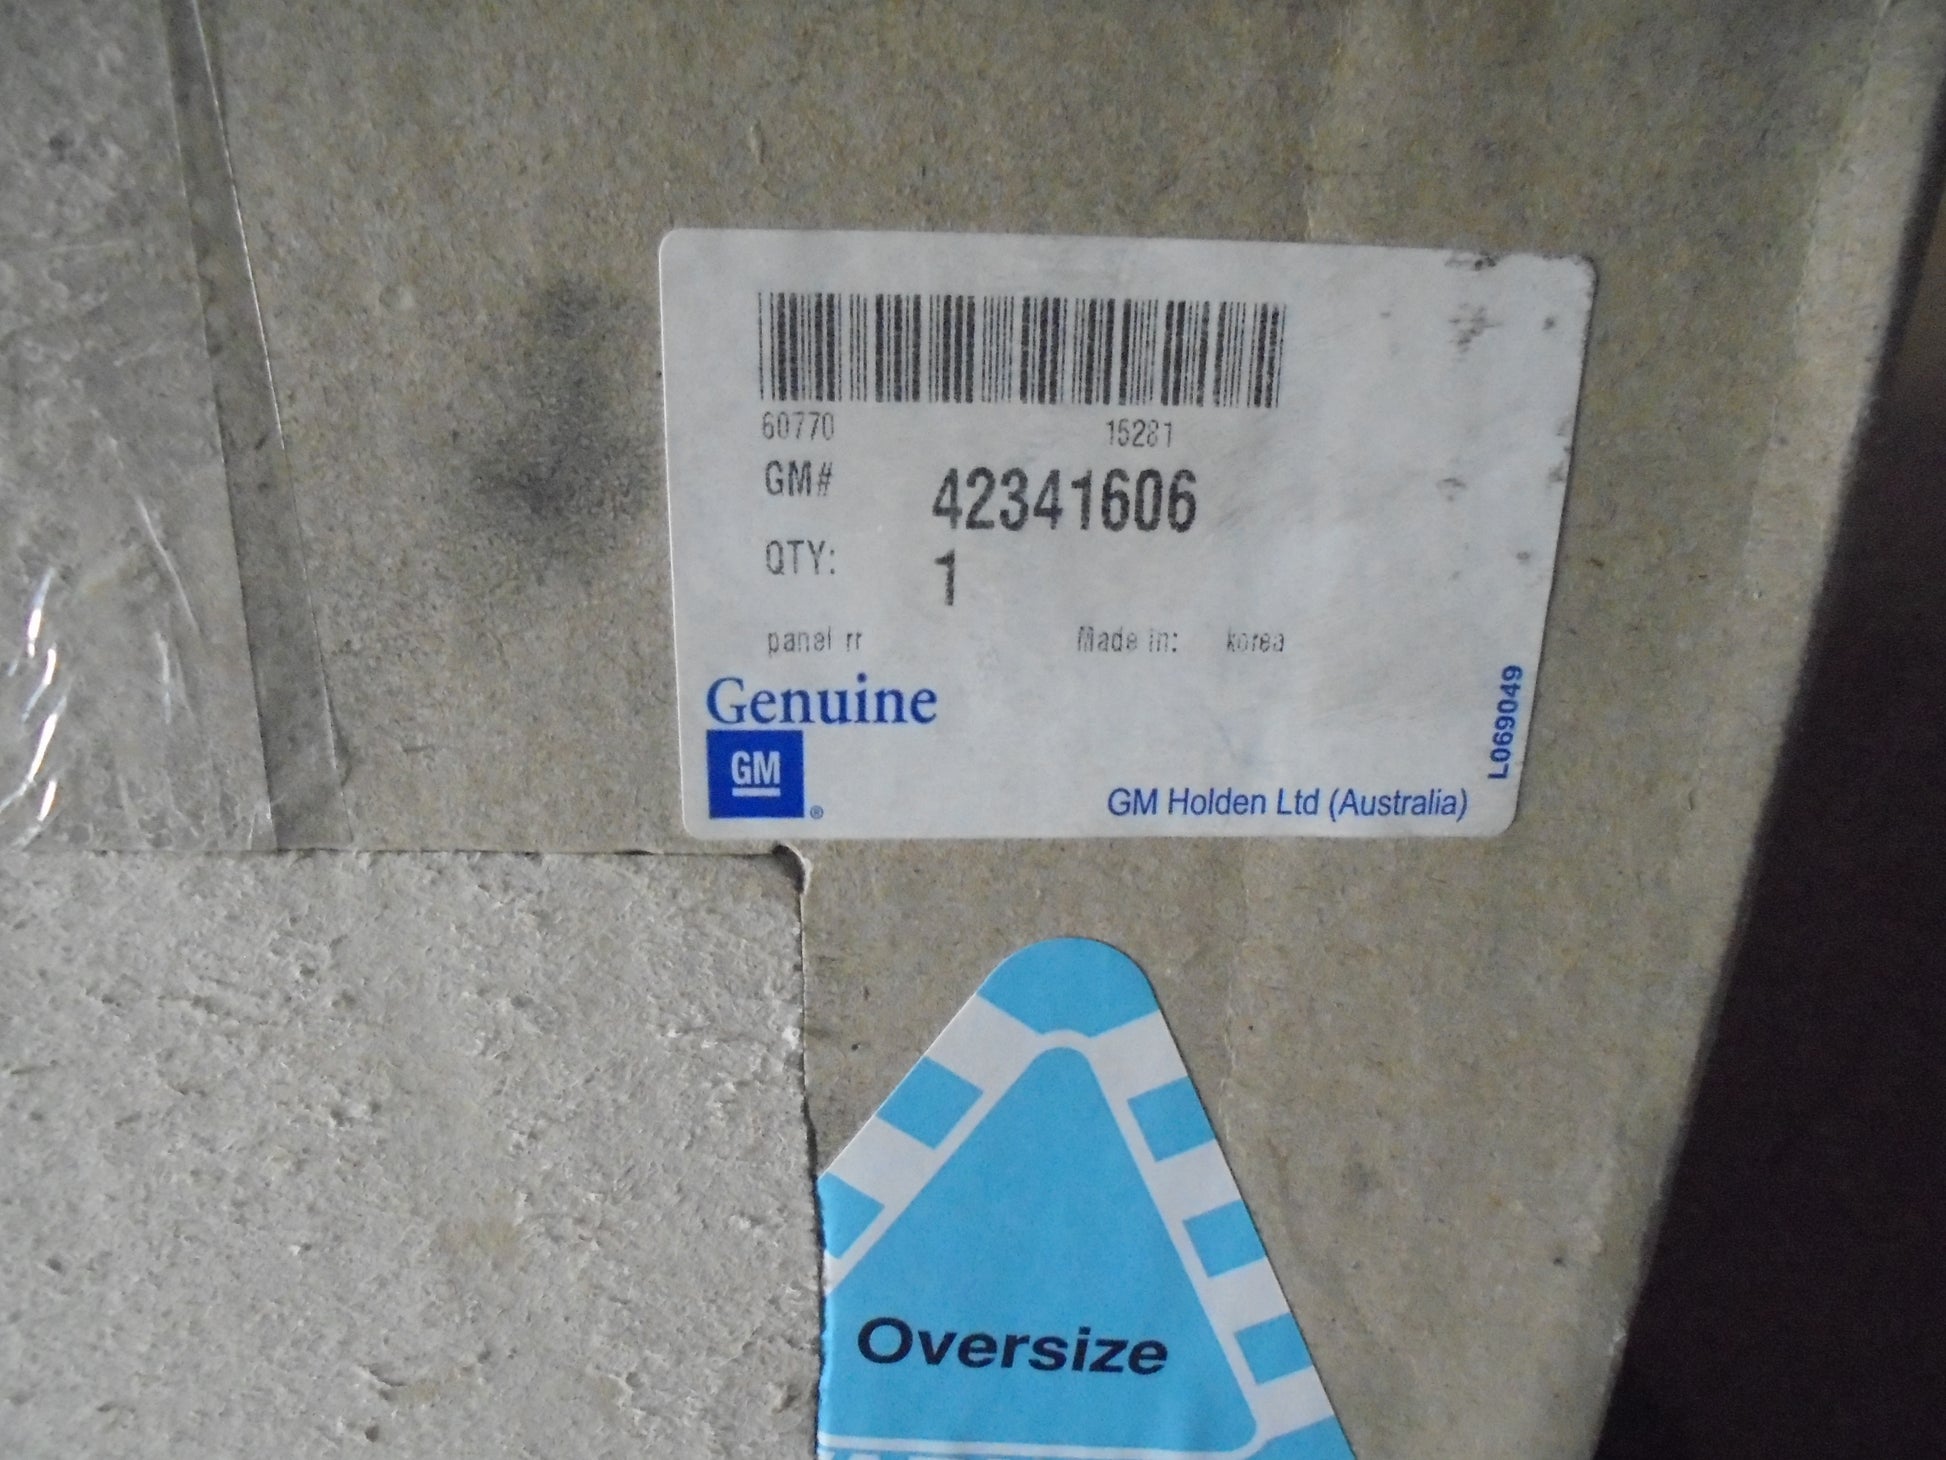 60770 15281
GM# 42341606
QTY: 1
panel rr Made in: korea
Genuine
GM
®
GM Holden Ltd (Australia)
L069049
Oversize